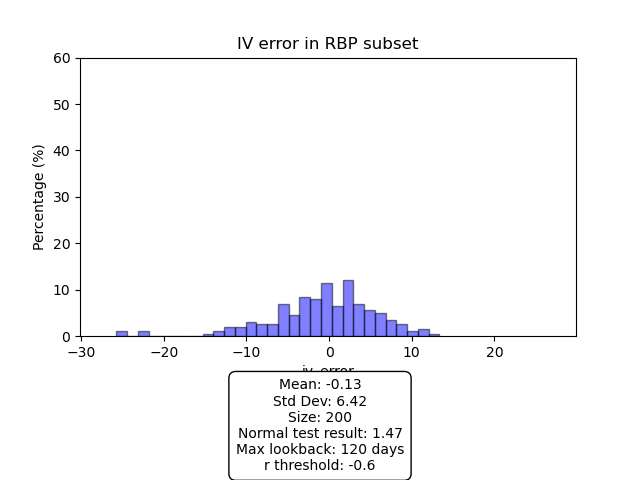 IV error in RBP subset
Percentage (%)
60
50
40
30
20
10
0
−30
−20
−10
0
10
20
iv_error
Mean: -0.13
Std Dev: 6.42
Size: 200
Normal test result: 1.47
Max lookback: 120 days
r threshold: -0.6